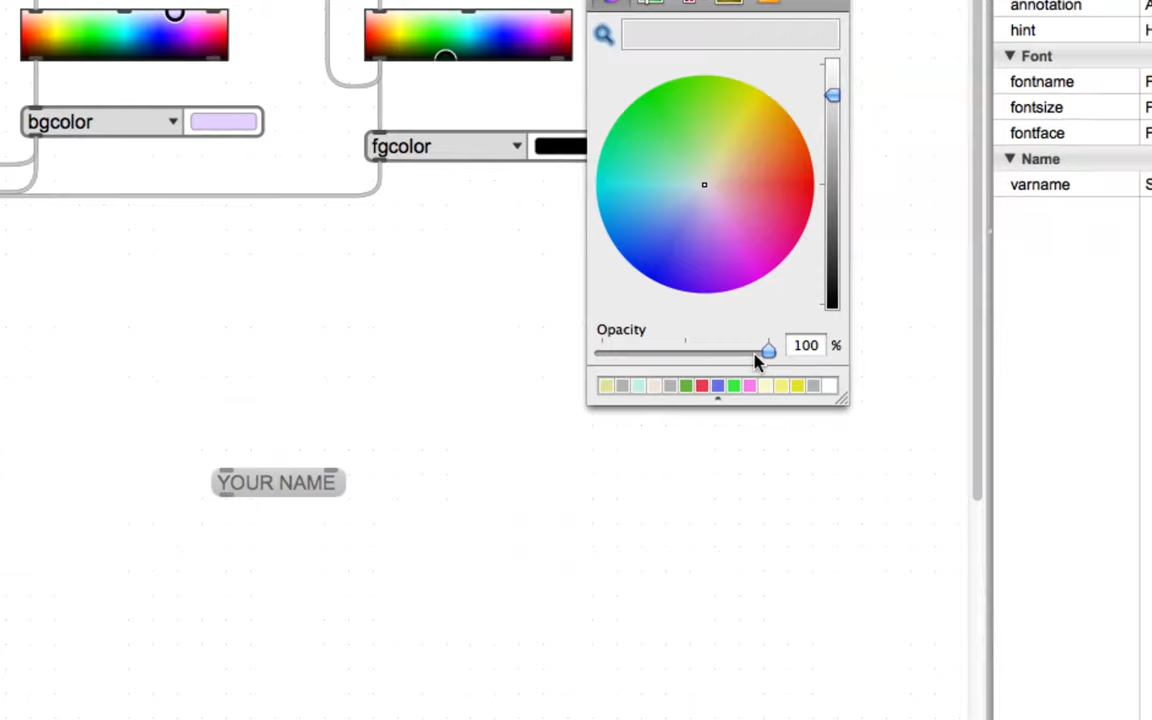 annotation A
hint H
Font
fontname F
fontsize F
fontface F
Name
varname S
bgcolor
fgcolor
Opacity
100 %
YOUR NAME